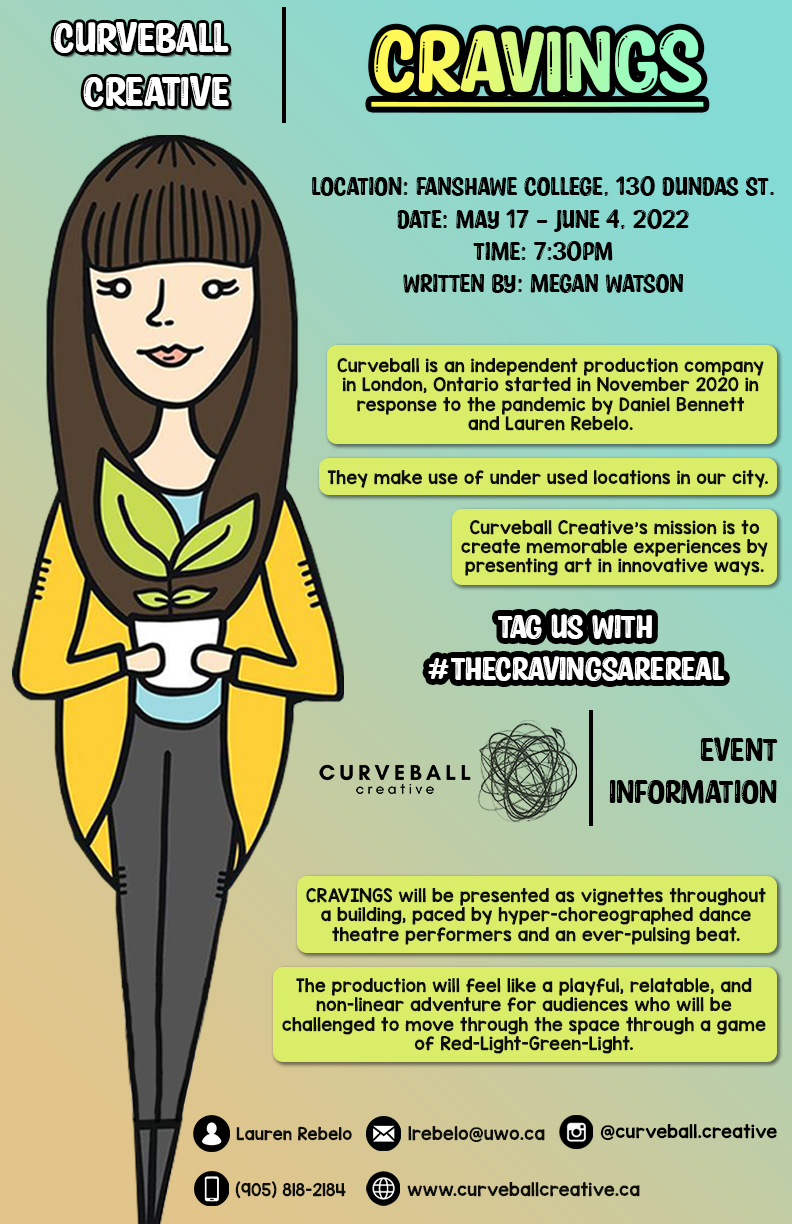 CURVEBALL
CREATIVE
CRAVINGS
LOCATION: FANSHAWE COLLEGE, 130 DUNDAS ST.
DATE: MAY 17 - JUNE 4, 2022
TIME: 7:30PM
WRITTEN BY: MEGAN WATSON
Curveball is an independent production company
in London, Ontario started in November 2020 in
response to the pandemic by Daniel Bennett
and Lauren Rebelo.
They make use of under used locations in our city.
Curveball Creative's mission is to
create memorable experiences by
presenting art in innovative ways.
TAG US WITH
#THECRAVINGSAREREAL
CURVEBALL
creative
EVENT
INFORMATION
CRAVINGS will be presented as vignettes throughout
a building, paced by hyper-choreographed dance
theatre performers and an ever-pulsing beat.
The production will feel like a playful, relatable, and
non-linear adventure for audiences who will be
challenged to move through the space through a game
of Red-Light-Green-Light.
Lauren Rebelo
lrebelo@uwo.ca
@curveball.creative
(905) 818-2184
www.curveballcreative.ca